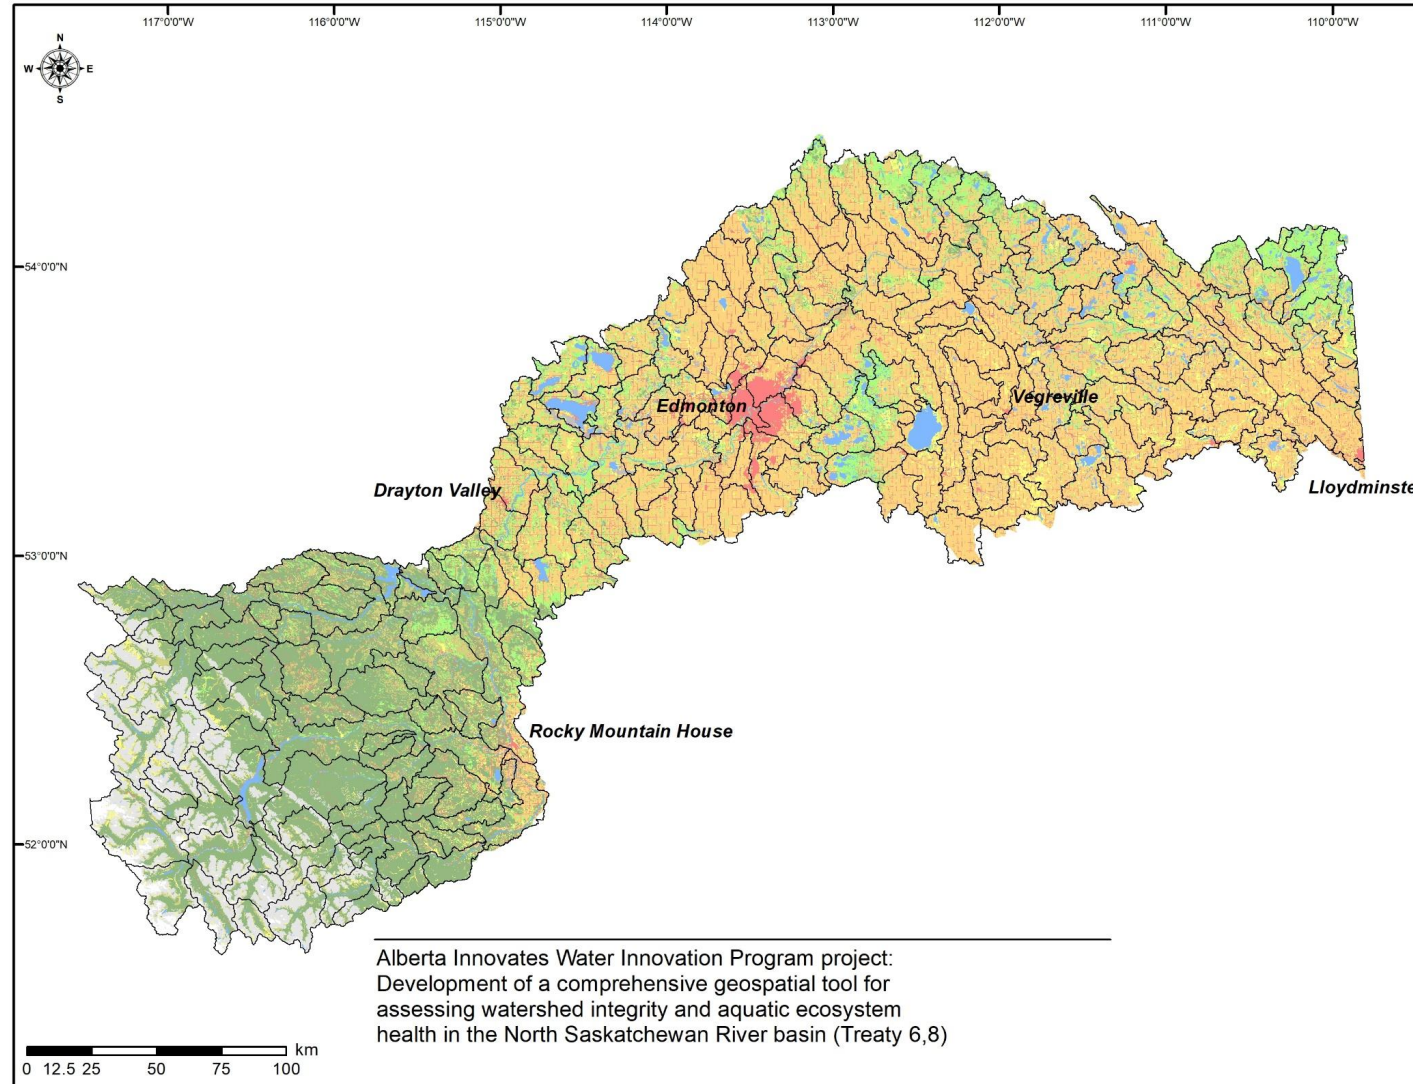 117°0'0"W 116°0'0"W 115°0'0"W 114°0'0"W 113°0'0"W 112°0'0"W 111°0'0"W 110°0'0"W
N
W E
S
54°0'0"N
Edmonton
Vegreville
Drayton Valley
Lloydminste
53°0'0"N
Rocky Mountain House
52°0'0"N
Alberta Innovates Water Innovation Program project:
Development of a comprehensive geospatial tool for
assessing watershed integrity and aquatic ecosystem
health in the North Saskatchewan River basin (Treaty 6,8)
km
0 12.5 25 50 75 100